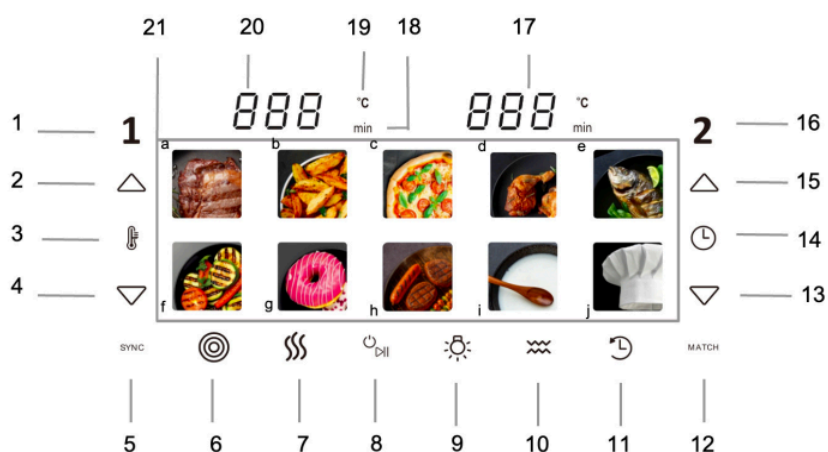 21 20 19 18 17
888 °C 888 °C
min min
1 1 2 16
a b c d e
2 15
3 14
4 13
f g h i j
SYNC MATCH
5 6 7 8 9 10 11 12